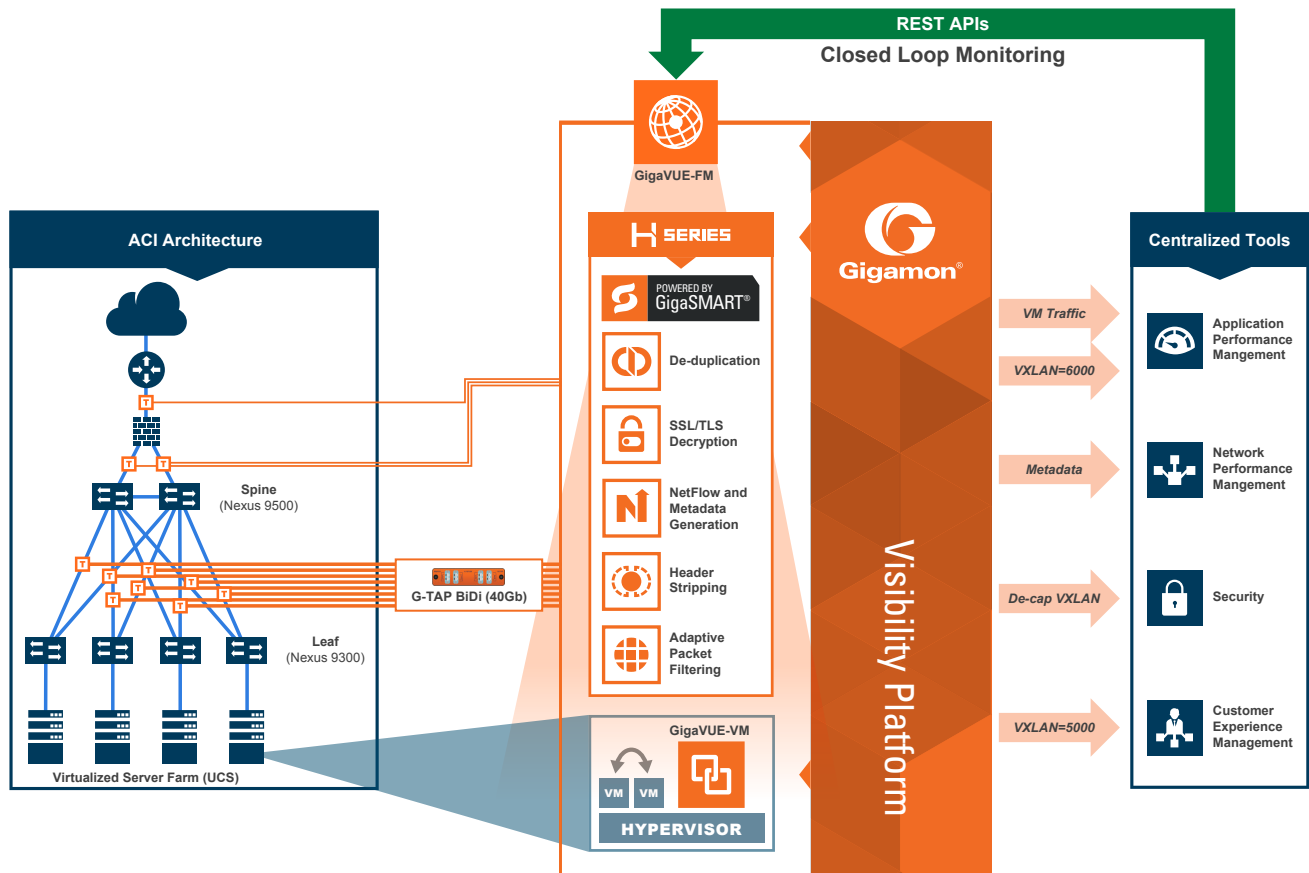 REST APIs
Closed Loop Monitoring
GigaVUE-FM
ACI Architecture
T
T
T
Spine
(Nexus 9500)
T
T
T
T
T
T
T
T
G-TAP BiDi (40Gb)
Leaf
(Nexus 9300)
Virtualized Server Farm (UCS)
H SERIES
POWERED BY
GigaSMART®
De-duplication
SSL/TLS
Decryption
NetFlow and
Metadata
Generation
Header
Stripping
Adaptive
Packet
Filtering
GigaVUE-VM
VM
VM
HYPERVISOR
Gigamon®
Visibility Platform
VM Traffic
VXLAN=6000
Metadata
De-cap VXLAN
VXLAN=5000
Centralized Tools
Application
Performance
Mangement
Network
Performance
Mangement
Security
Customer
Experience
Management